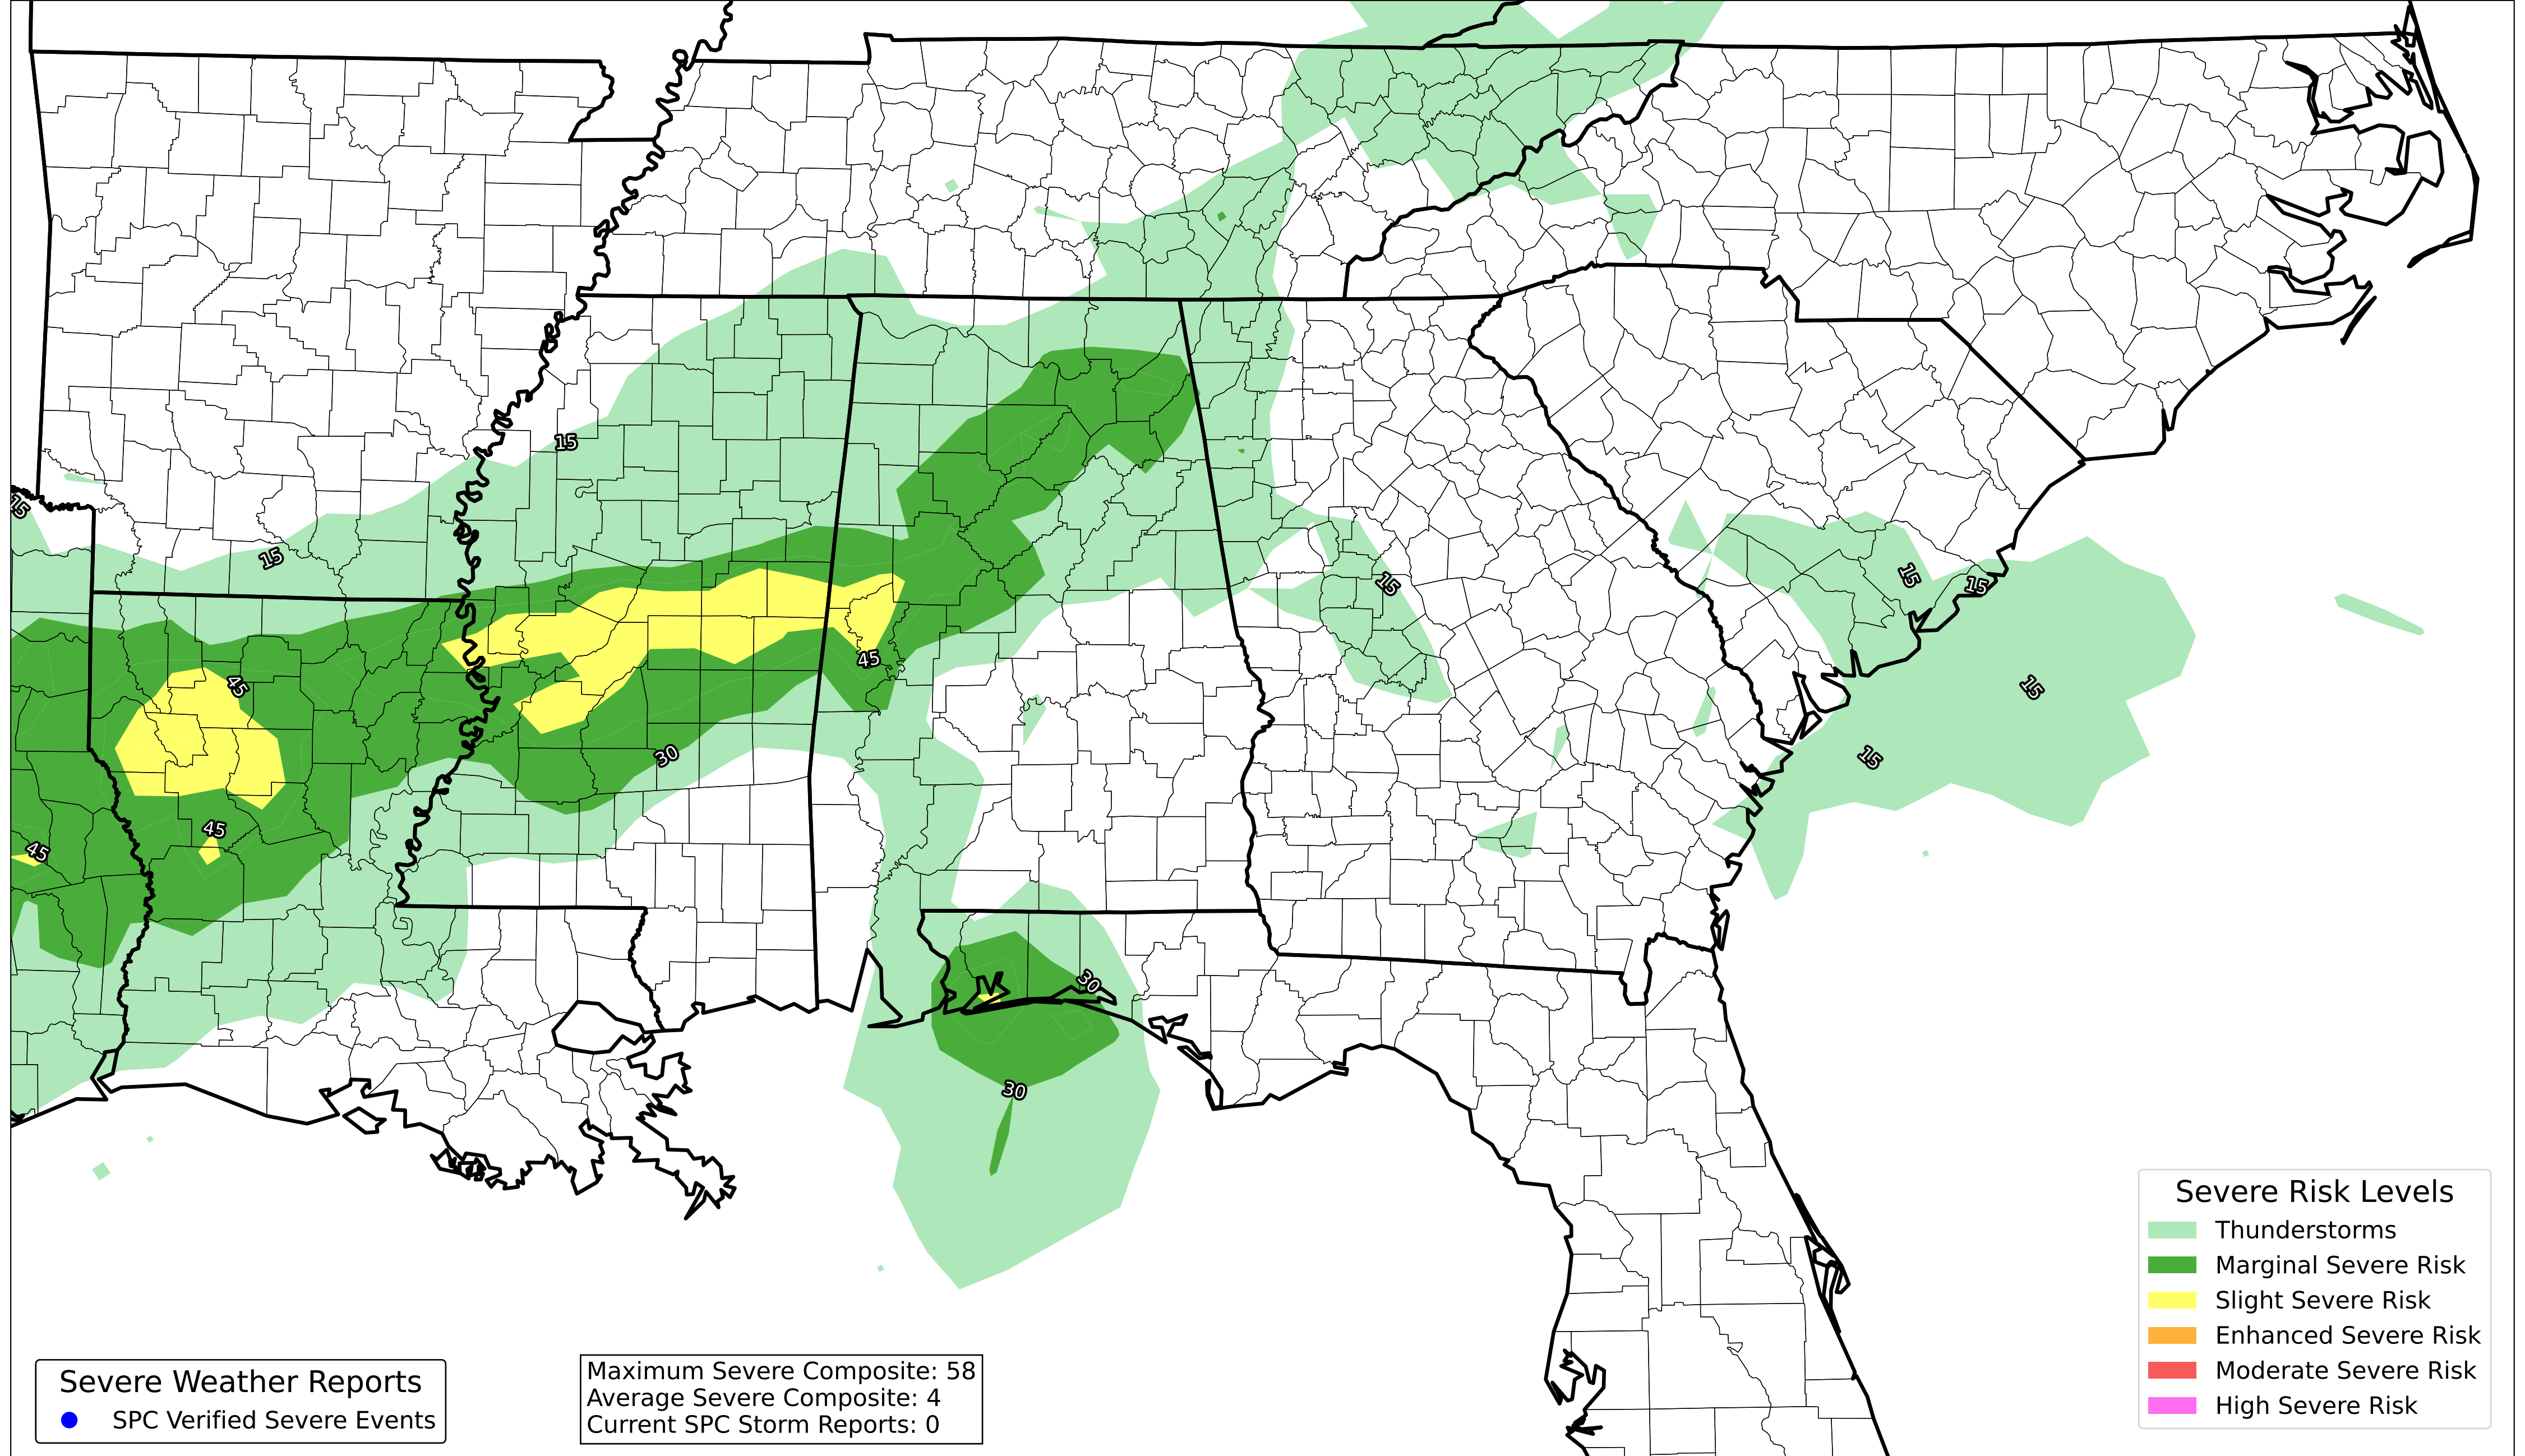 15
15
15
15
15
15
15
15
45
45
30
45
45
30
30
Severe Risk Levels
Thunderstorms
Marginal Severe Risk
Slight Severe Risk
Enhanced Severe Risk
Moderate Severe Risk
High Severe Risk
Severe Weather Reports
SPC Verified Severe Events
Maximum Severe Composite: 58
Average Severe Composite: 4
Current SPC Storm Reports: 0